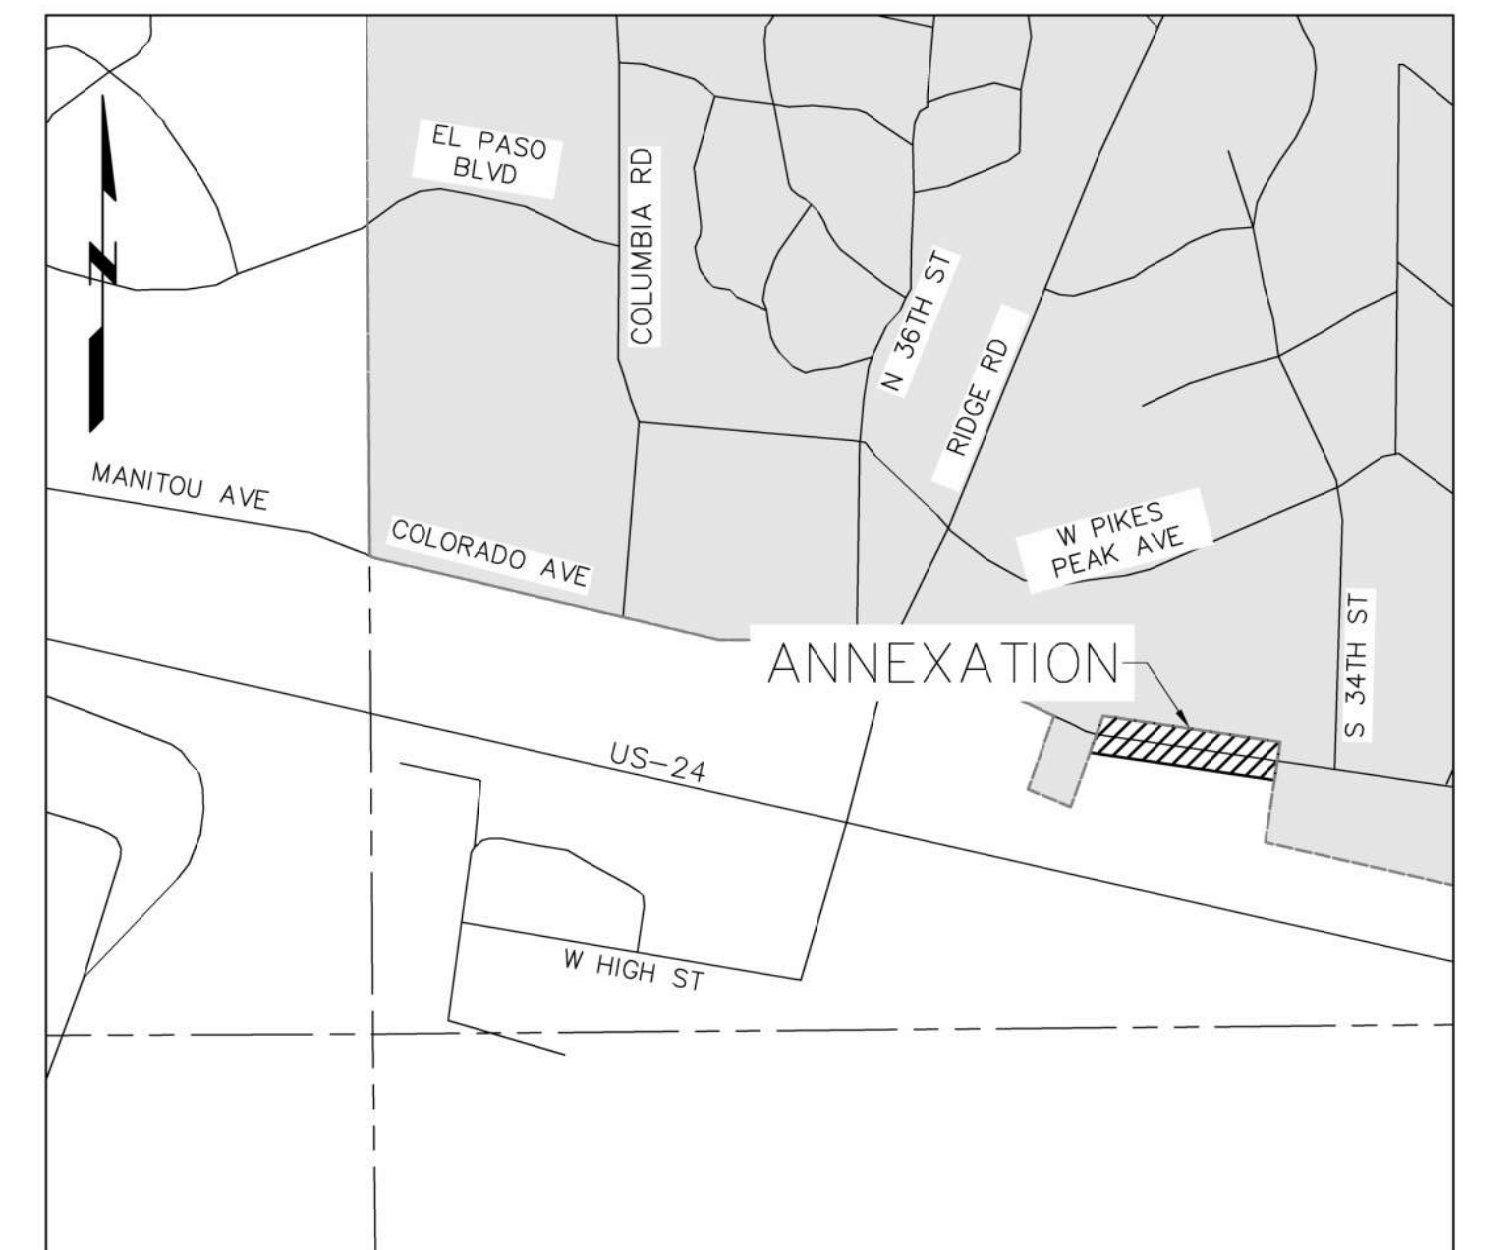 EL PASO
BLVD
COLUMBIA RD
N 36TH ST
RIDGE RD
N
MANITOU AVE
COLORADO AVE
W PIKES
PEAK AVE
S 34TH ST
ANNEXATION
US-24
W HIGH ST